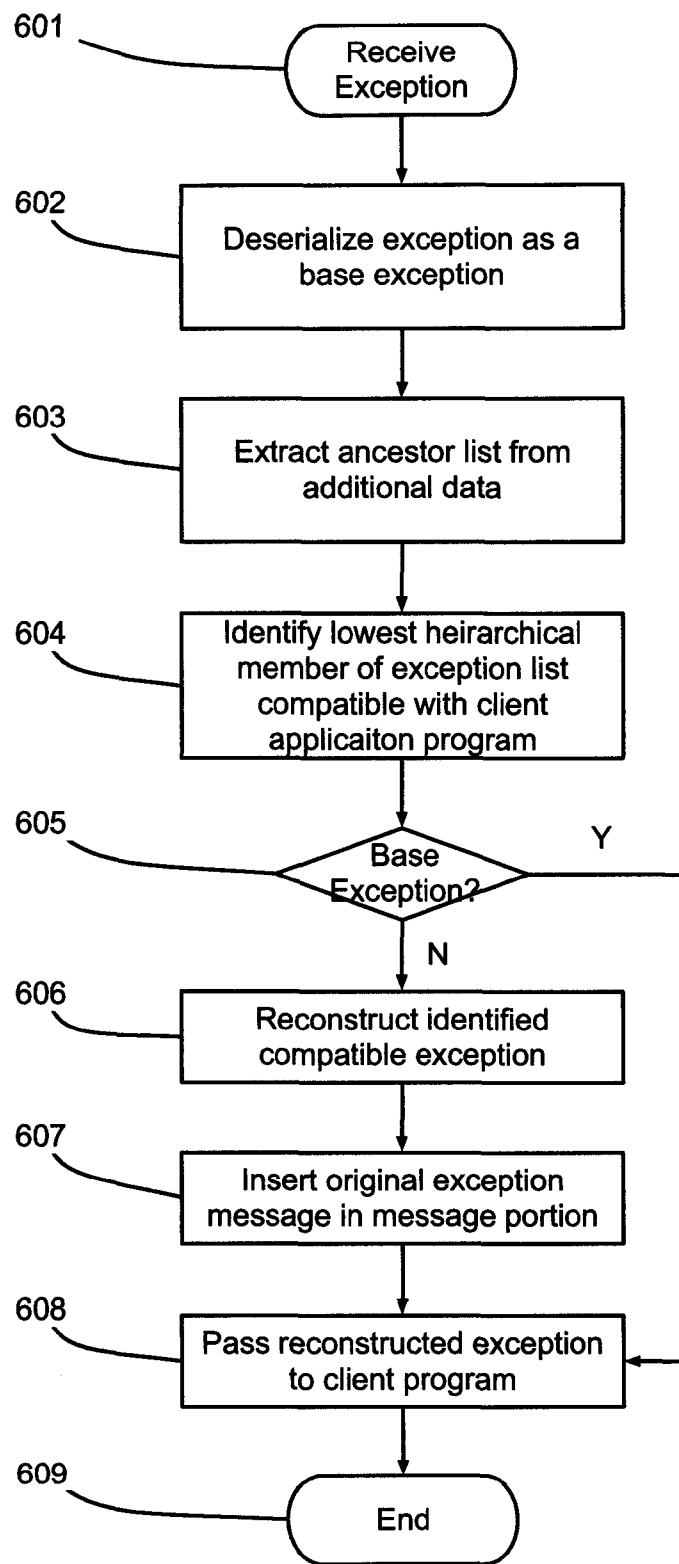 601
Receive
Exception
602
Deserialize exception as a
base exception
603
Extract ancestor list from
additional data
604
Identify lowest heirarchical
member of exception list
compatible with client
applicaiton program
605
Base
Exception?
Y
N
606
Reconstruct identified
compatible exception
607
Insert original exception
message in message portion
608
Pass reconstructed exception
to client program
609
End